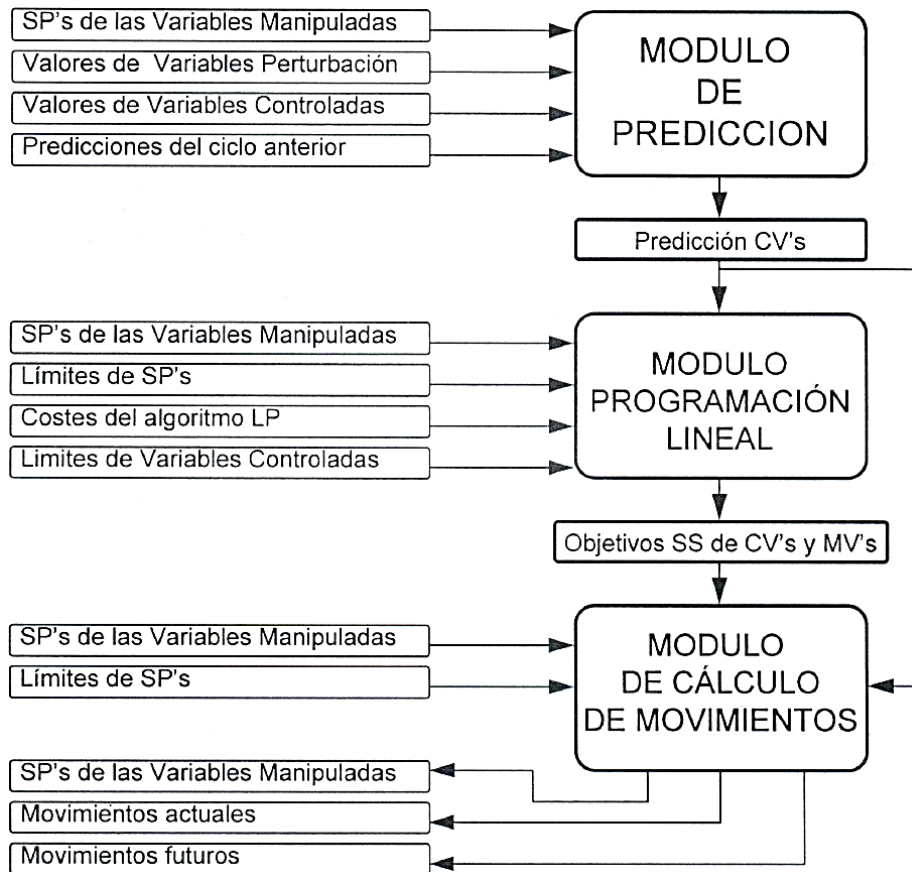 SP's de las Variables Manipuladas
Valores de Variables Perturbación
Valores de Variables Controladas
Predicciones del ciclo anterior
MODULO
DE
PREDICCION
Predicción CV's
SP's de las Variables Manipuladas
Límites de SP's
Costes del algoritmo LP
Limites de Variables Controladas
MODULO
PROGRAMACIÓN
LINEAL
Objetivos SS de CV's y MV's
SP's de las Variables Manipuladas
Límites de SP's
MODULO
DE CÁLCULO
DE MOVIMIENTOS
SP's de las Variables Manipuladas
Movimientos actuales
Movimientos futuros